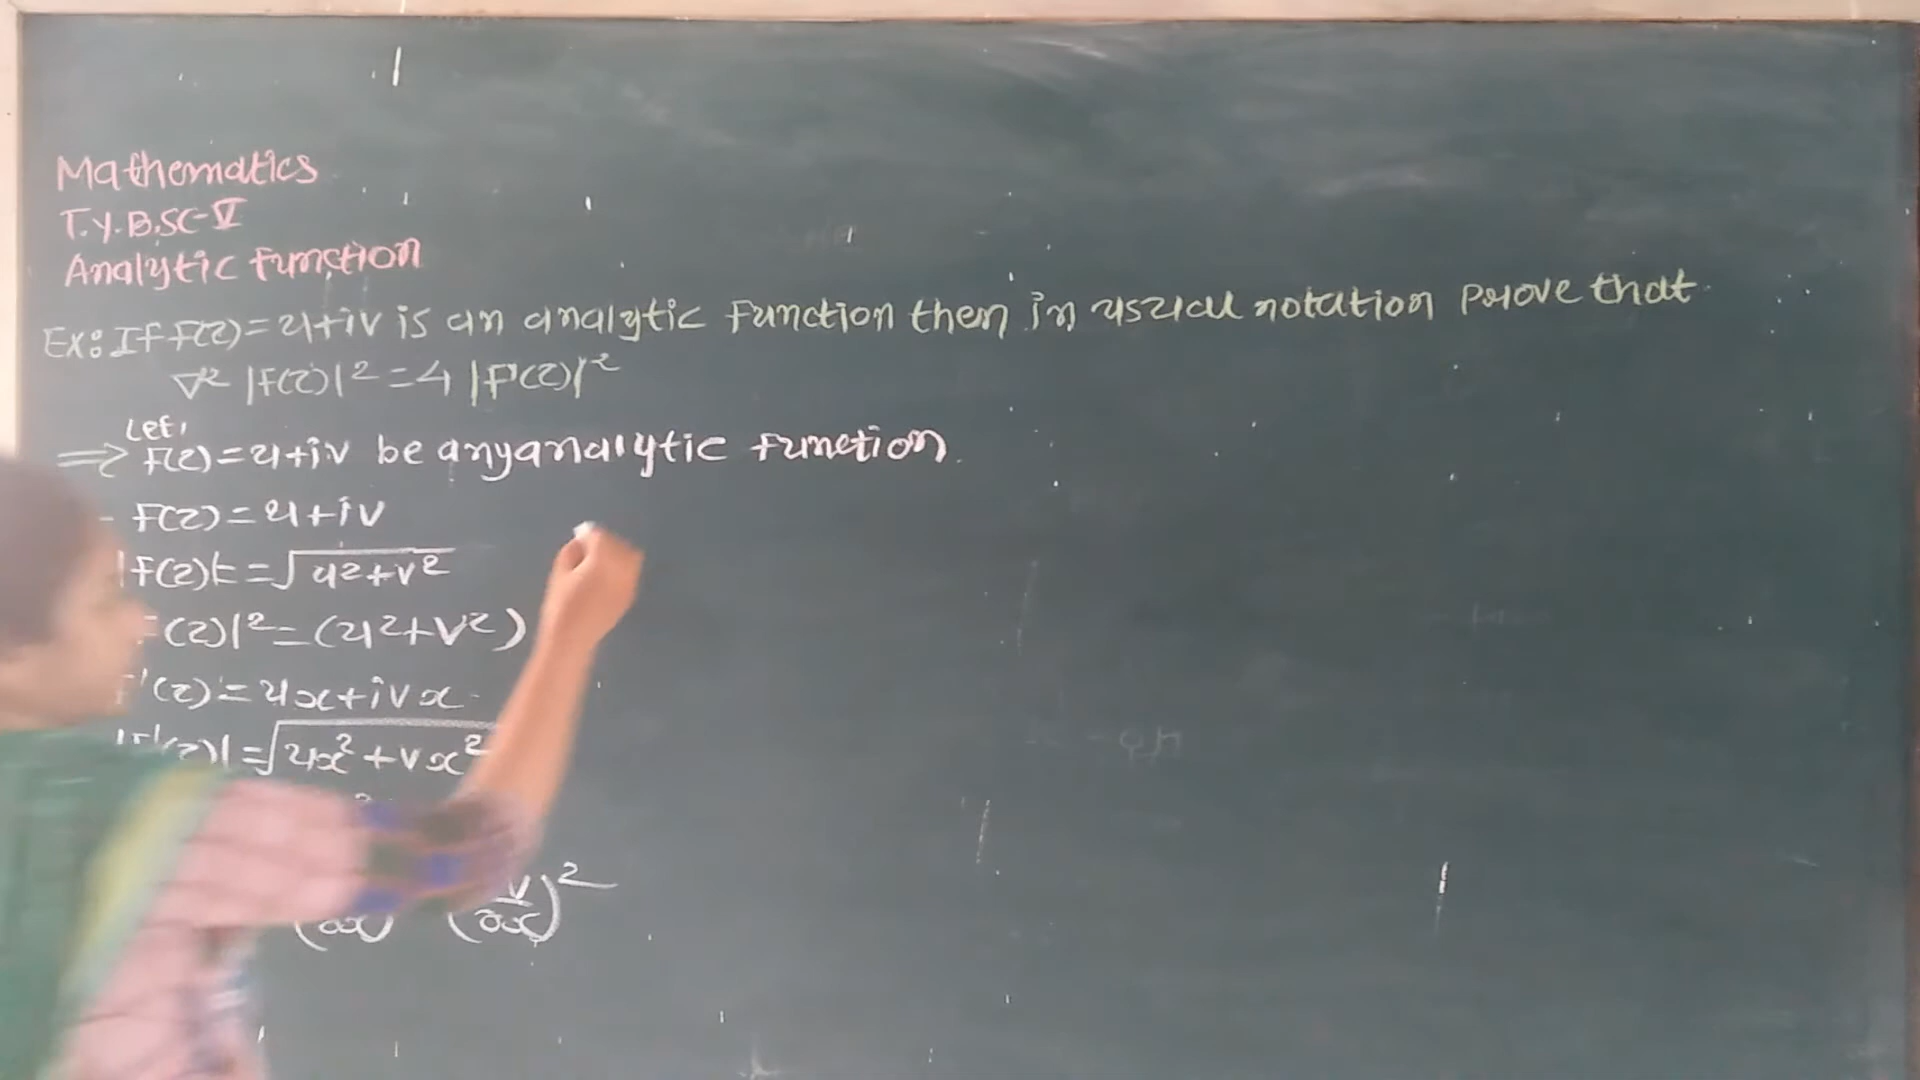 Mathematics
T.Y.B.SC-VI
Analytic Function
Ex: If F(z)=u+iv is an analytic Function then in usual notation prove that
∇² |F(z)|²=4 |F'(z)|²
Let,
⇒ F(z)=u+iv be any analytic function.
F(z)=u+iv
|F(z)|=√u²+v²
(z)|²=(u²+v²)
'(z)=ux+ivx
(z)|=√ux²+vx²
2
(∂x) (v/∂x)²